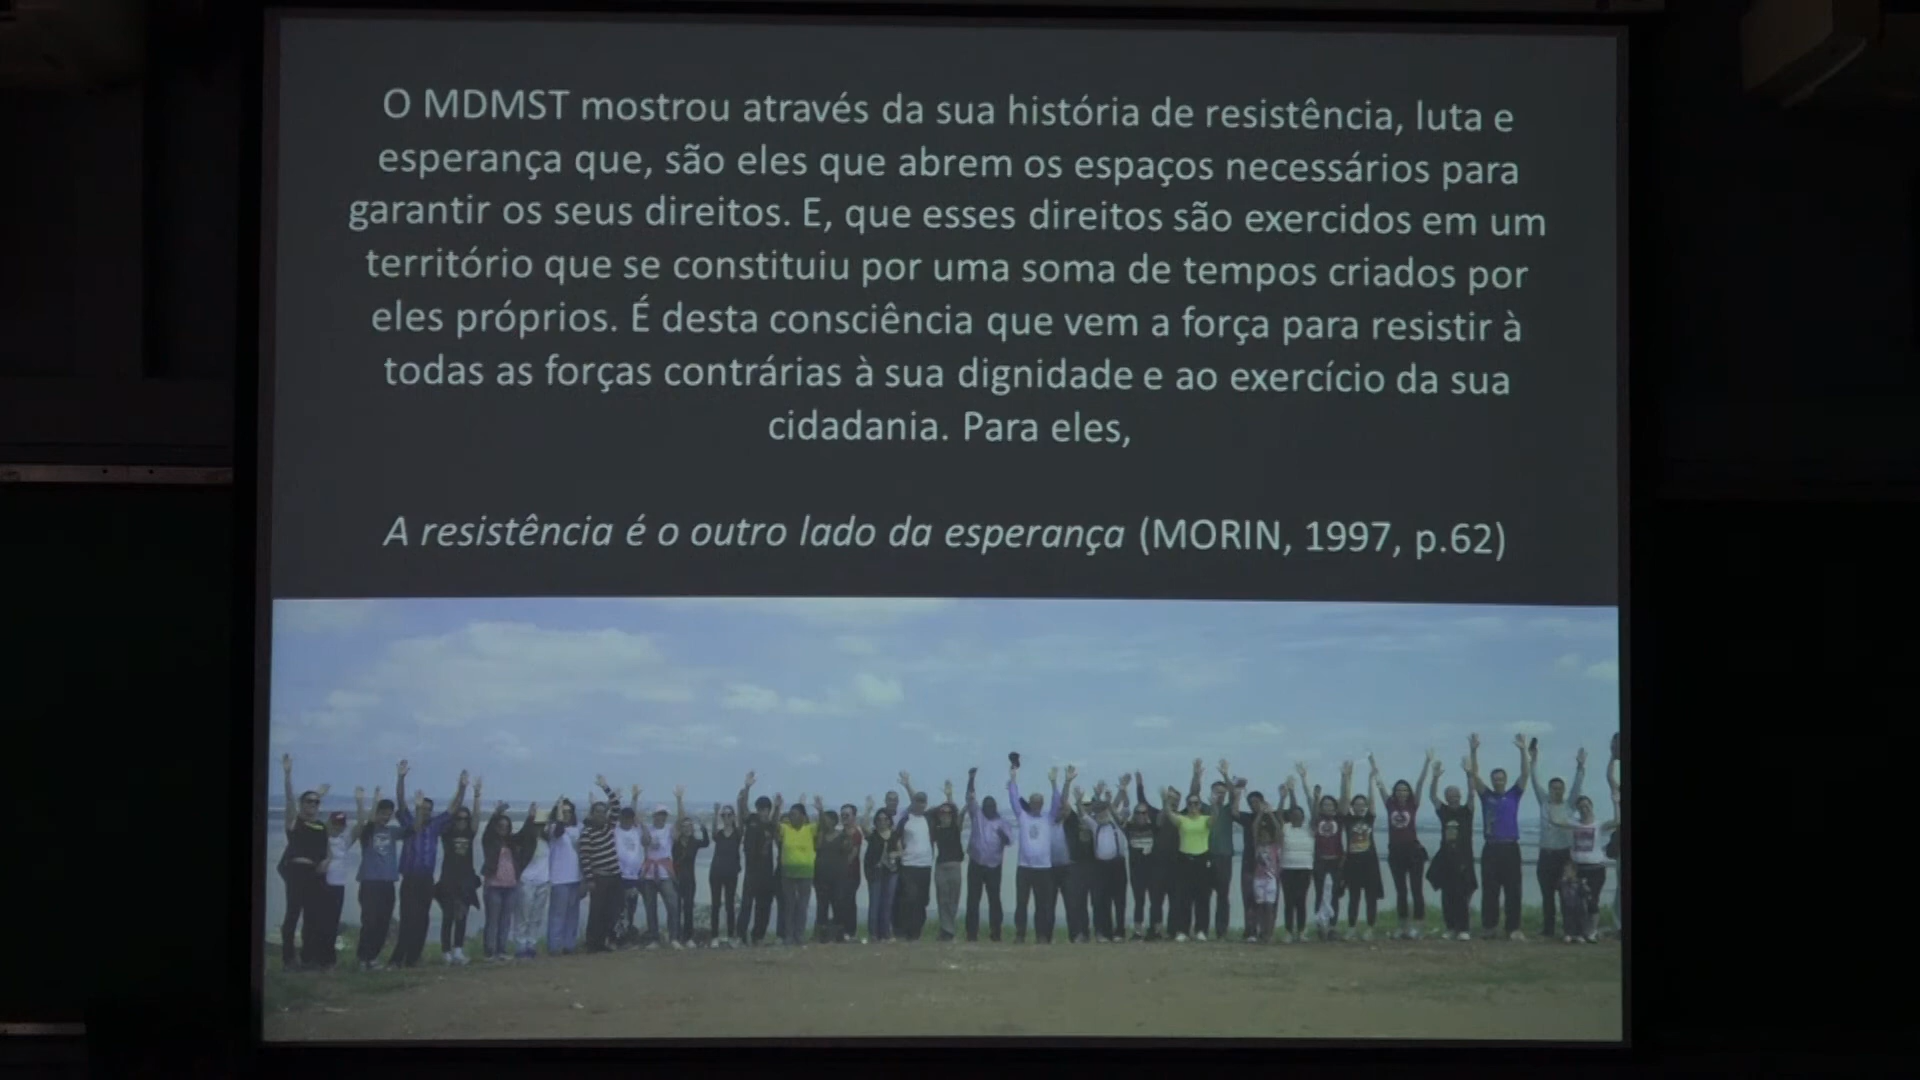 O MDMST mostrou através da sua história de resistência, luta e
esperança que, são eles que abrem os espaços necessários para
garantir os seus direitos. E, que esses direitos são exercidos em um
território que se constituiu por uma soma de tempos criados por
eles próprios. É desta consciência que vem a força para resistir à
todas as forças contrárias à sua dignidade e ao exercício da sua
cidadania. Para eles,
A resistência é o outro lado da esperança (MORIN, 1997, p.62)